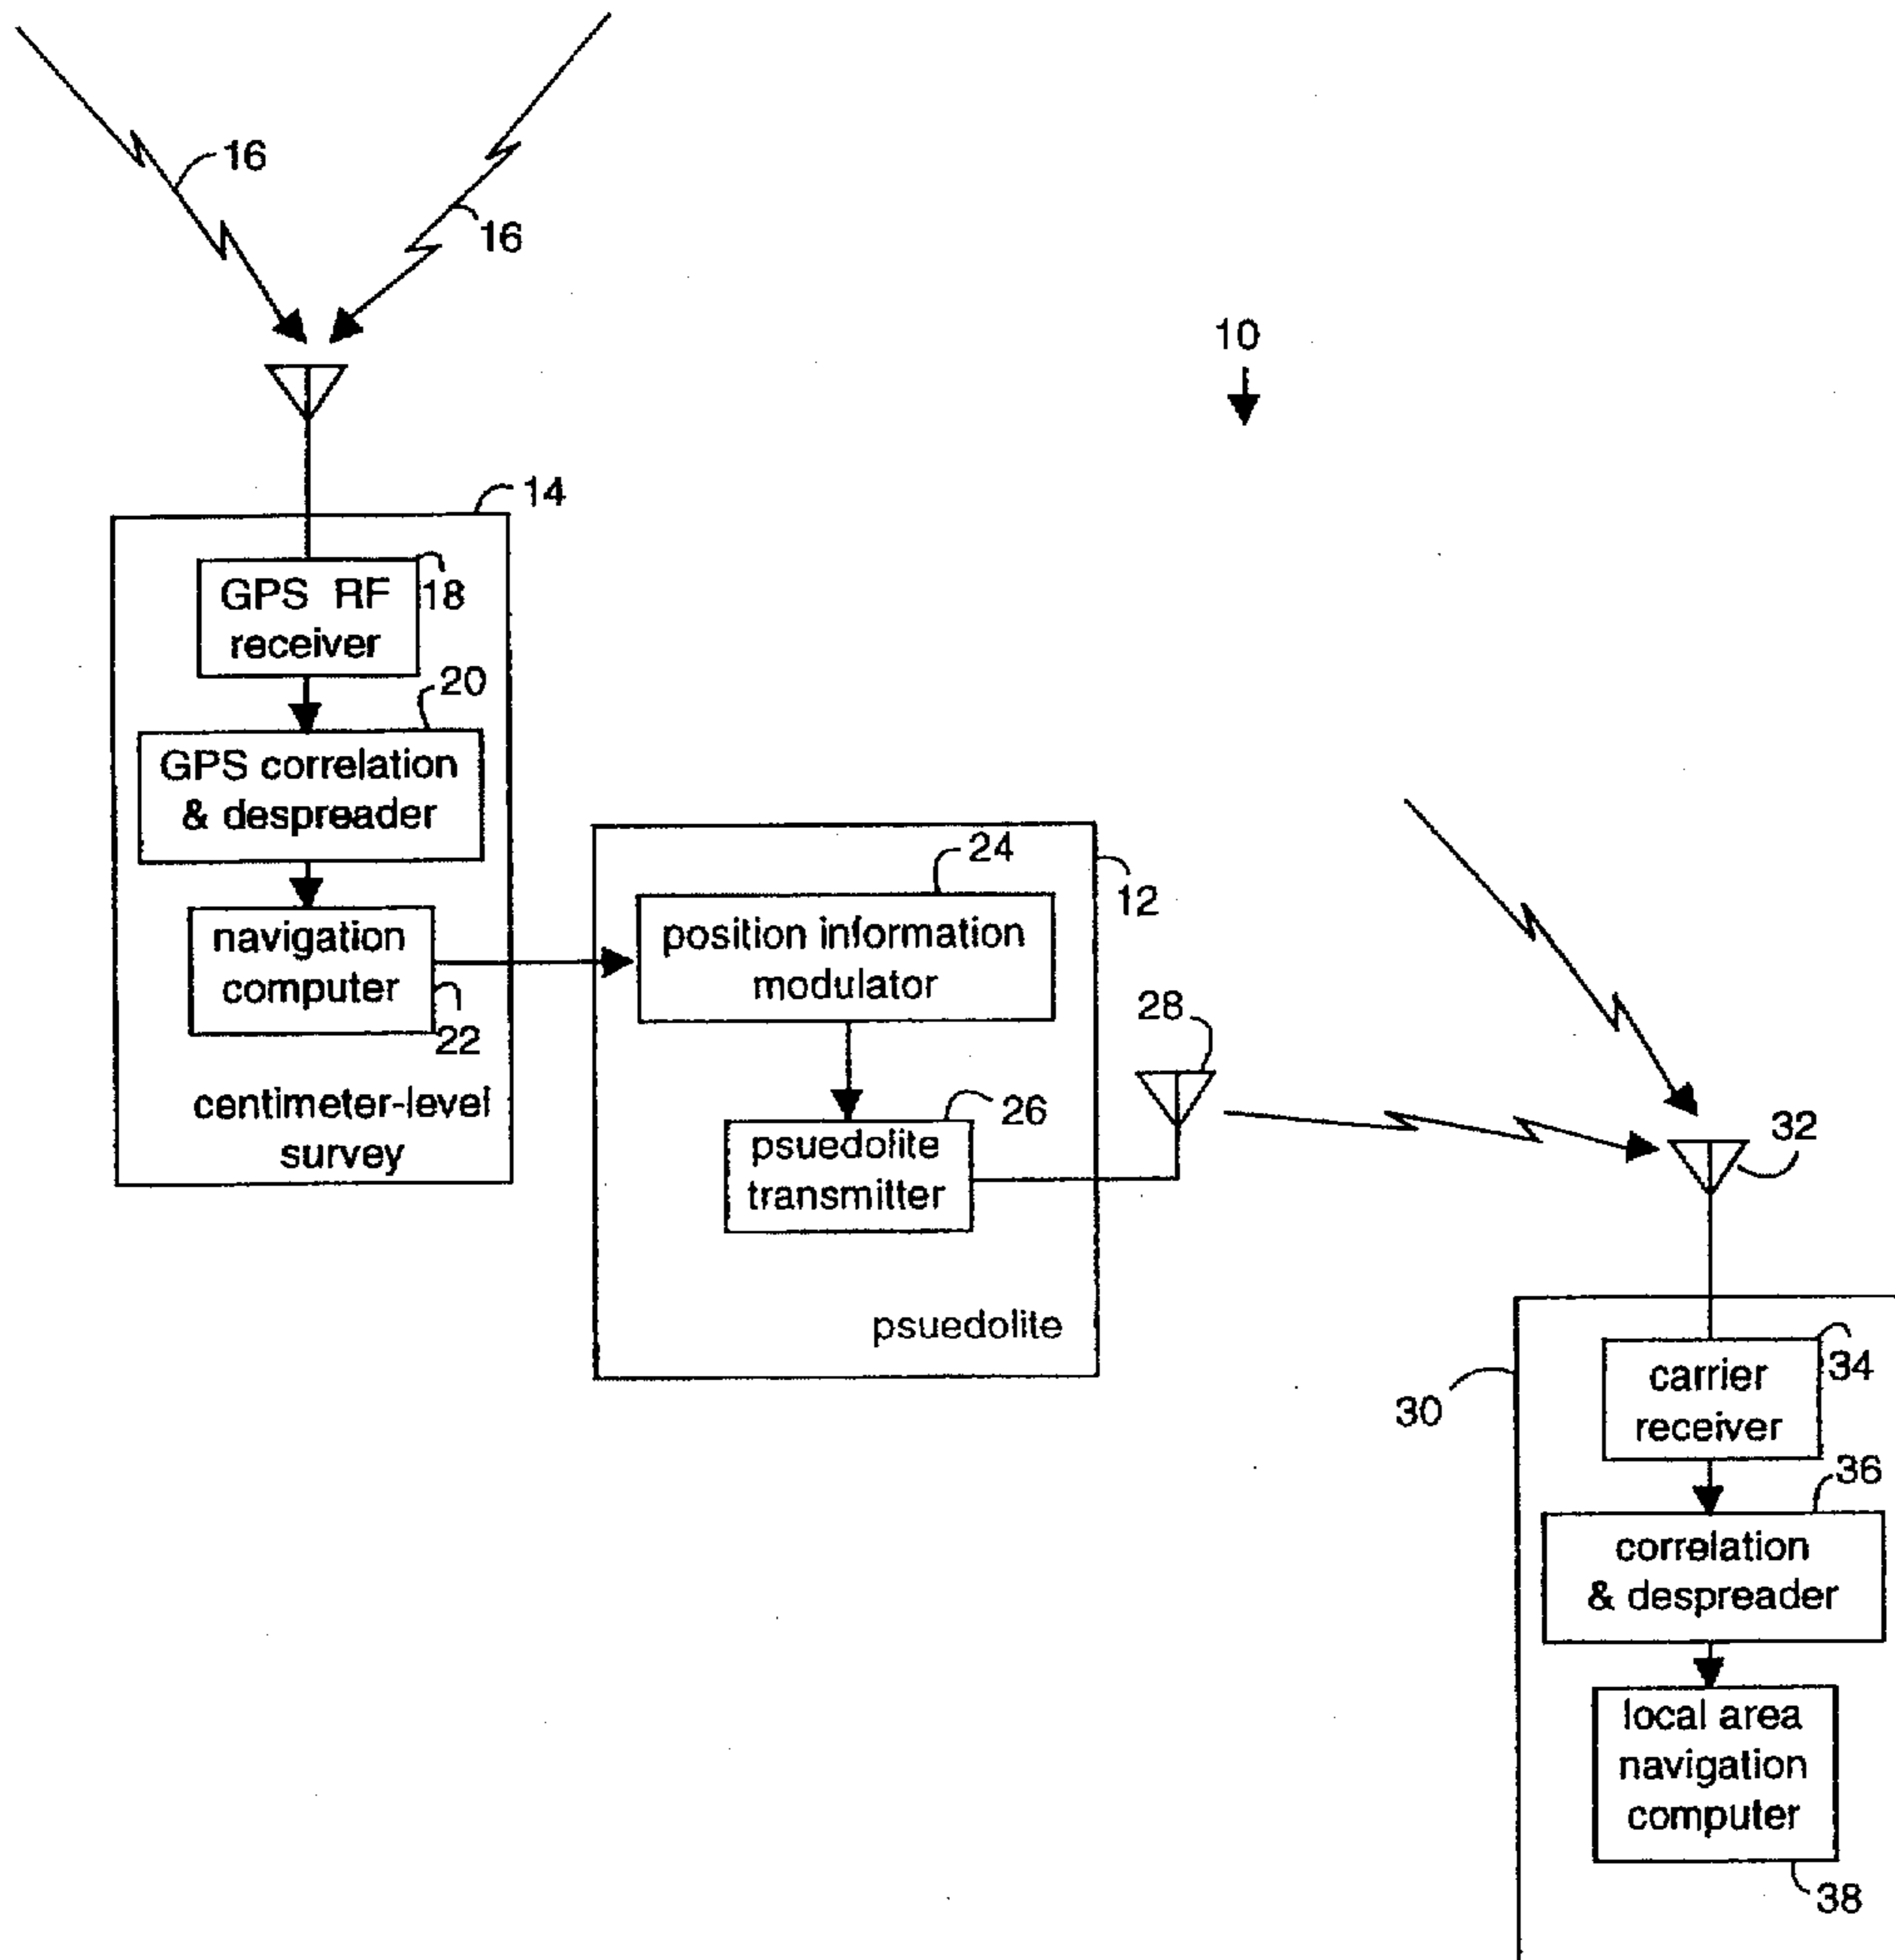 16
16
10
14
GPS RF
receiver
18
20
GPS correlation
& despreader
navigation
computer
22
centimeter-level
survey
24
12
position information
modulator
28
26
psuedolite
transmitter
psuedolite
32
30
34
carrier
receiver
36
correlation
& despreader
local area
navigation
computer
38